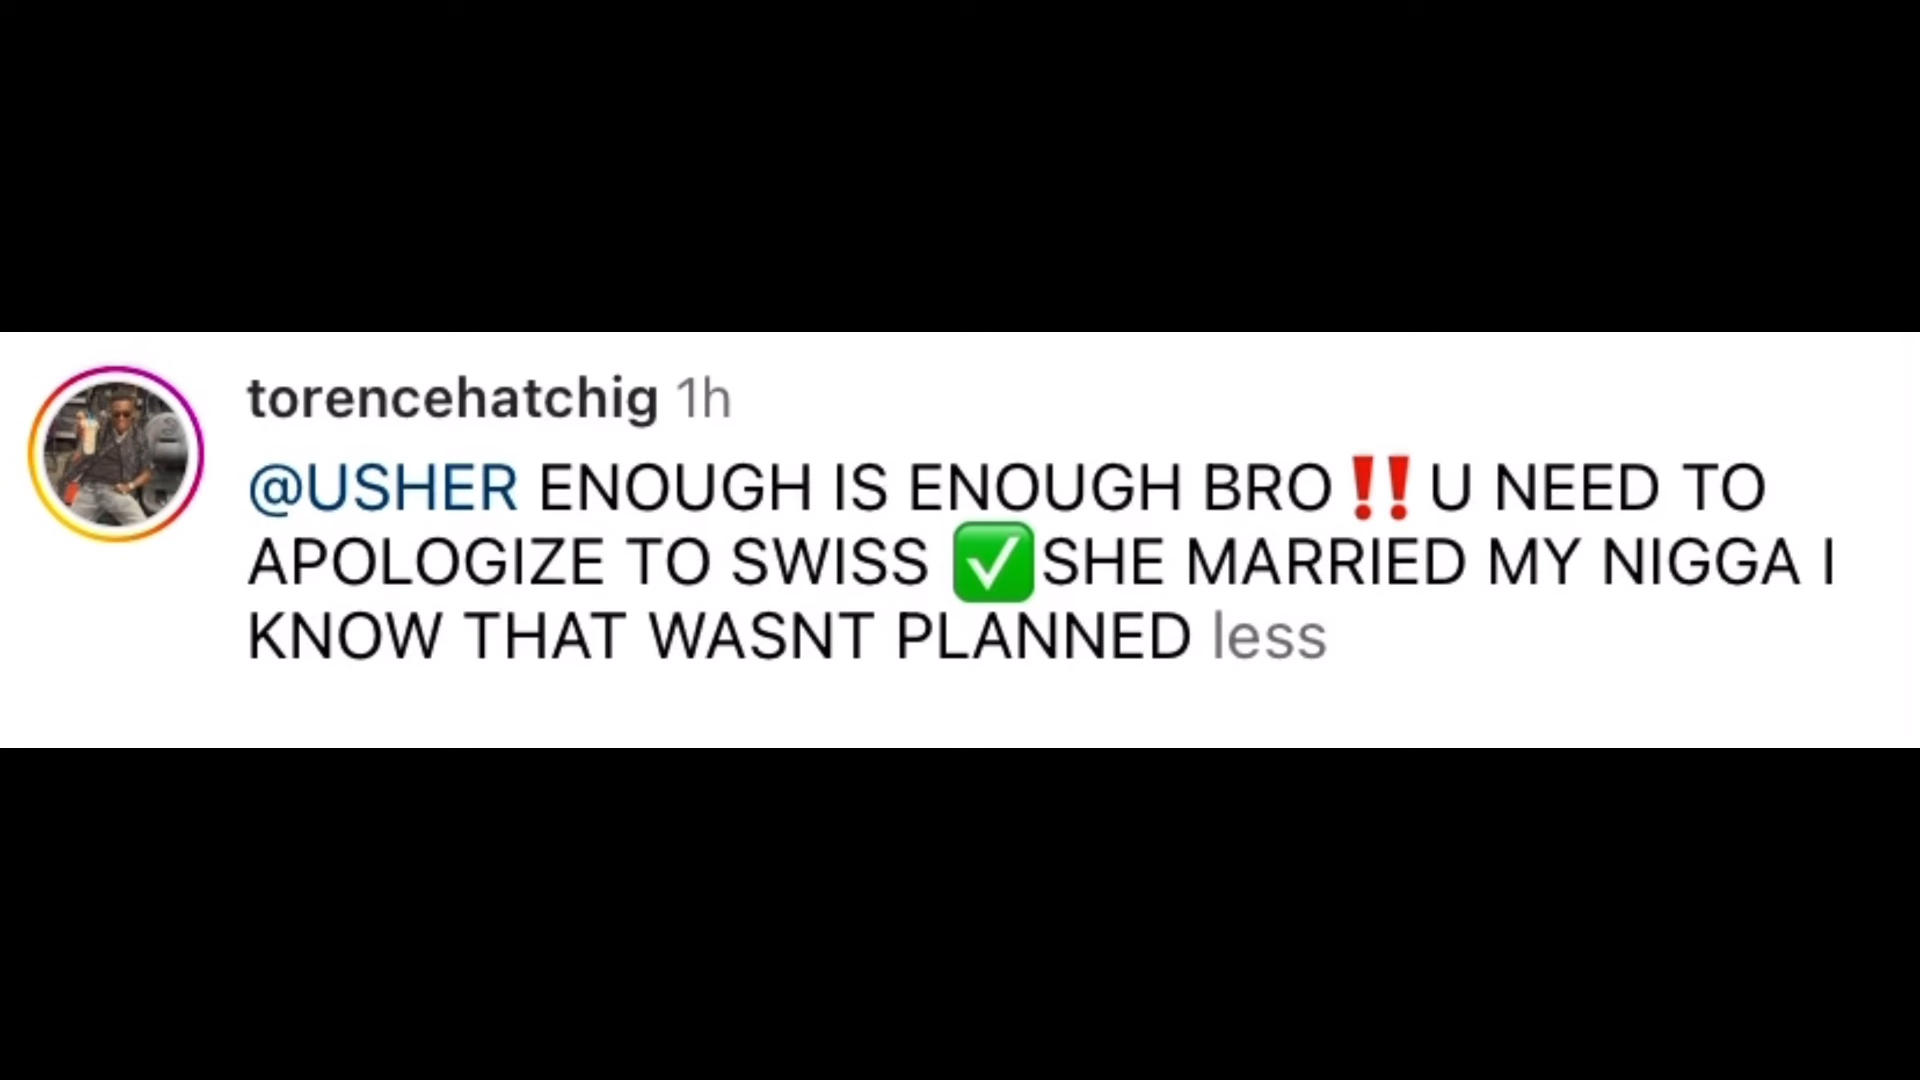 torencehatchig 1h
@USHER ENOUGH IS ENOUGH BRO‼️U NEED TO
APOLOGIZE TO SWISS ✅SHE MARRIED MY NIGGA I
KNOW THAT WASNT PLANNED less